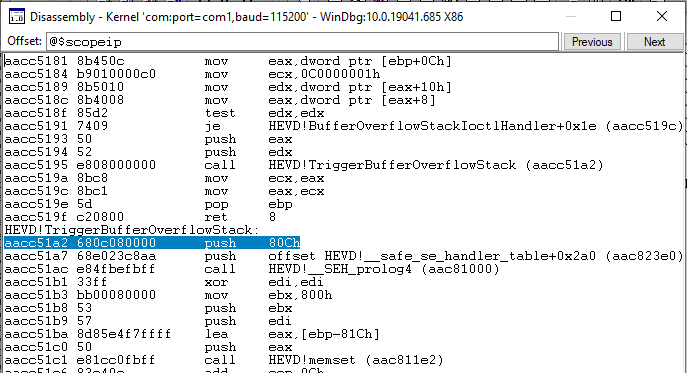 Disassembly - Kernel 'com:port=com1,baud=115200' - WinDbg:10.0.19041.685 X86
Offset: @$scopeip Previous Next
aacc5181 8b450c mov eax,dword ptr [ebp+0Ch]
aacc5184 b9010000c0 mov ecx,0C0000001h
aacc5189 8b5010 mov edx,dword ptr [eax+10h]
aacc518c 8b4008 mov eax,dword ptr [eax+8]
aacc518f 85d2 test edx,edx
aacc5191 7409 je HEVD!BufferOverflowStackIoctlHandler+0x1e (aacc519c)
aacc5193 50 push eax
aacc5194 52 push edx
aacc5195 e808000000 call HEVD!TriggerBufferOverflowStack (aacc51a2)
aacc519a 8bc8 mov ecx,eax
aacc519c 8bc1 mov eax,ecx
aacc519e 5d pop ebp
aacc519f c20800 ret 8
HEVD!TriggerBufferOverflowStack:
aacc51a2 680c080000 push 80Ch
aacc51a7 68e023c8aa push offset HEVD!__safe_se_handler_table+0x2a0 (aac823e0)
aacc51ac e84fbefbff call HEVD!__SEH_prolog4 (aac81000)
aacc51b1 33ff xor edi,edi
aacc51b3 bb00080000 mov ebx,800h
aacc51b8 53 push ebx
aacc51b9 57 push edi
aacc51ba 8d85e4f7ffff lea eax,[ebp-81Ch]
aacc51c0 50 push eax
aacc51c1 e81cc0fbff call HEVD!memset (aac811e2)
aacc51c6 83c40c add esp,0Ch